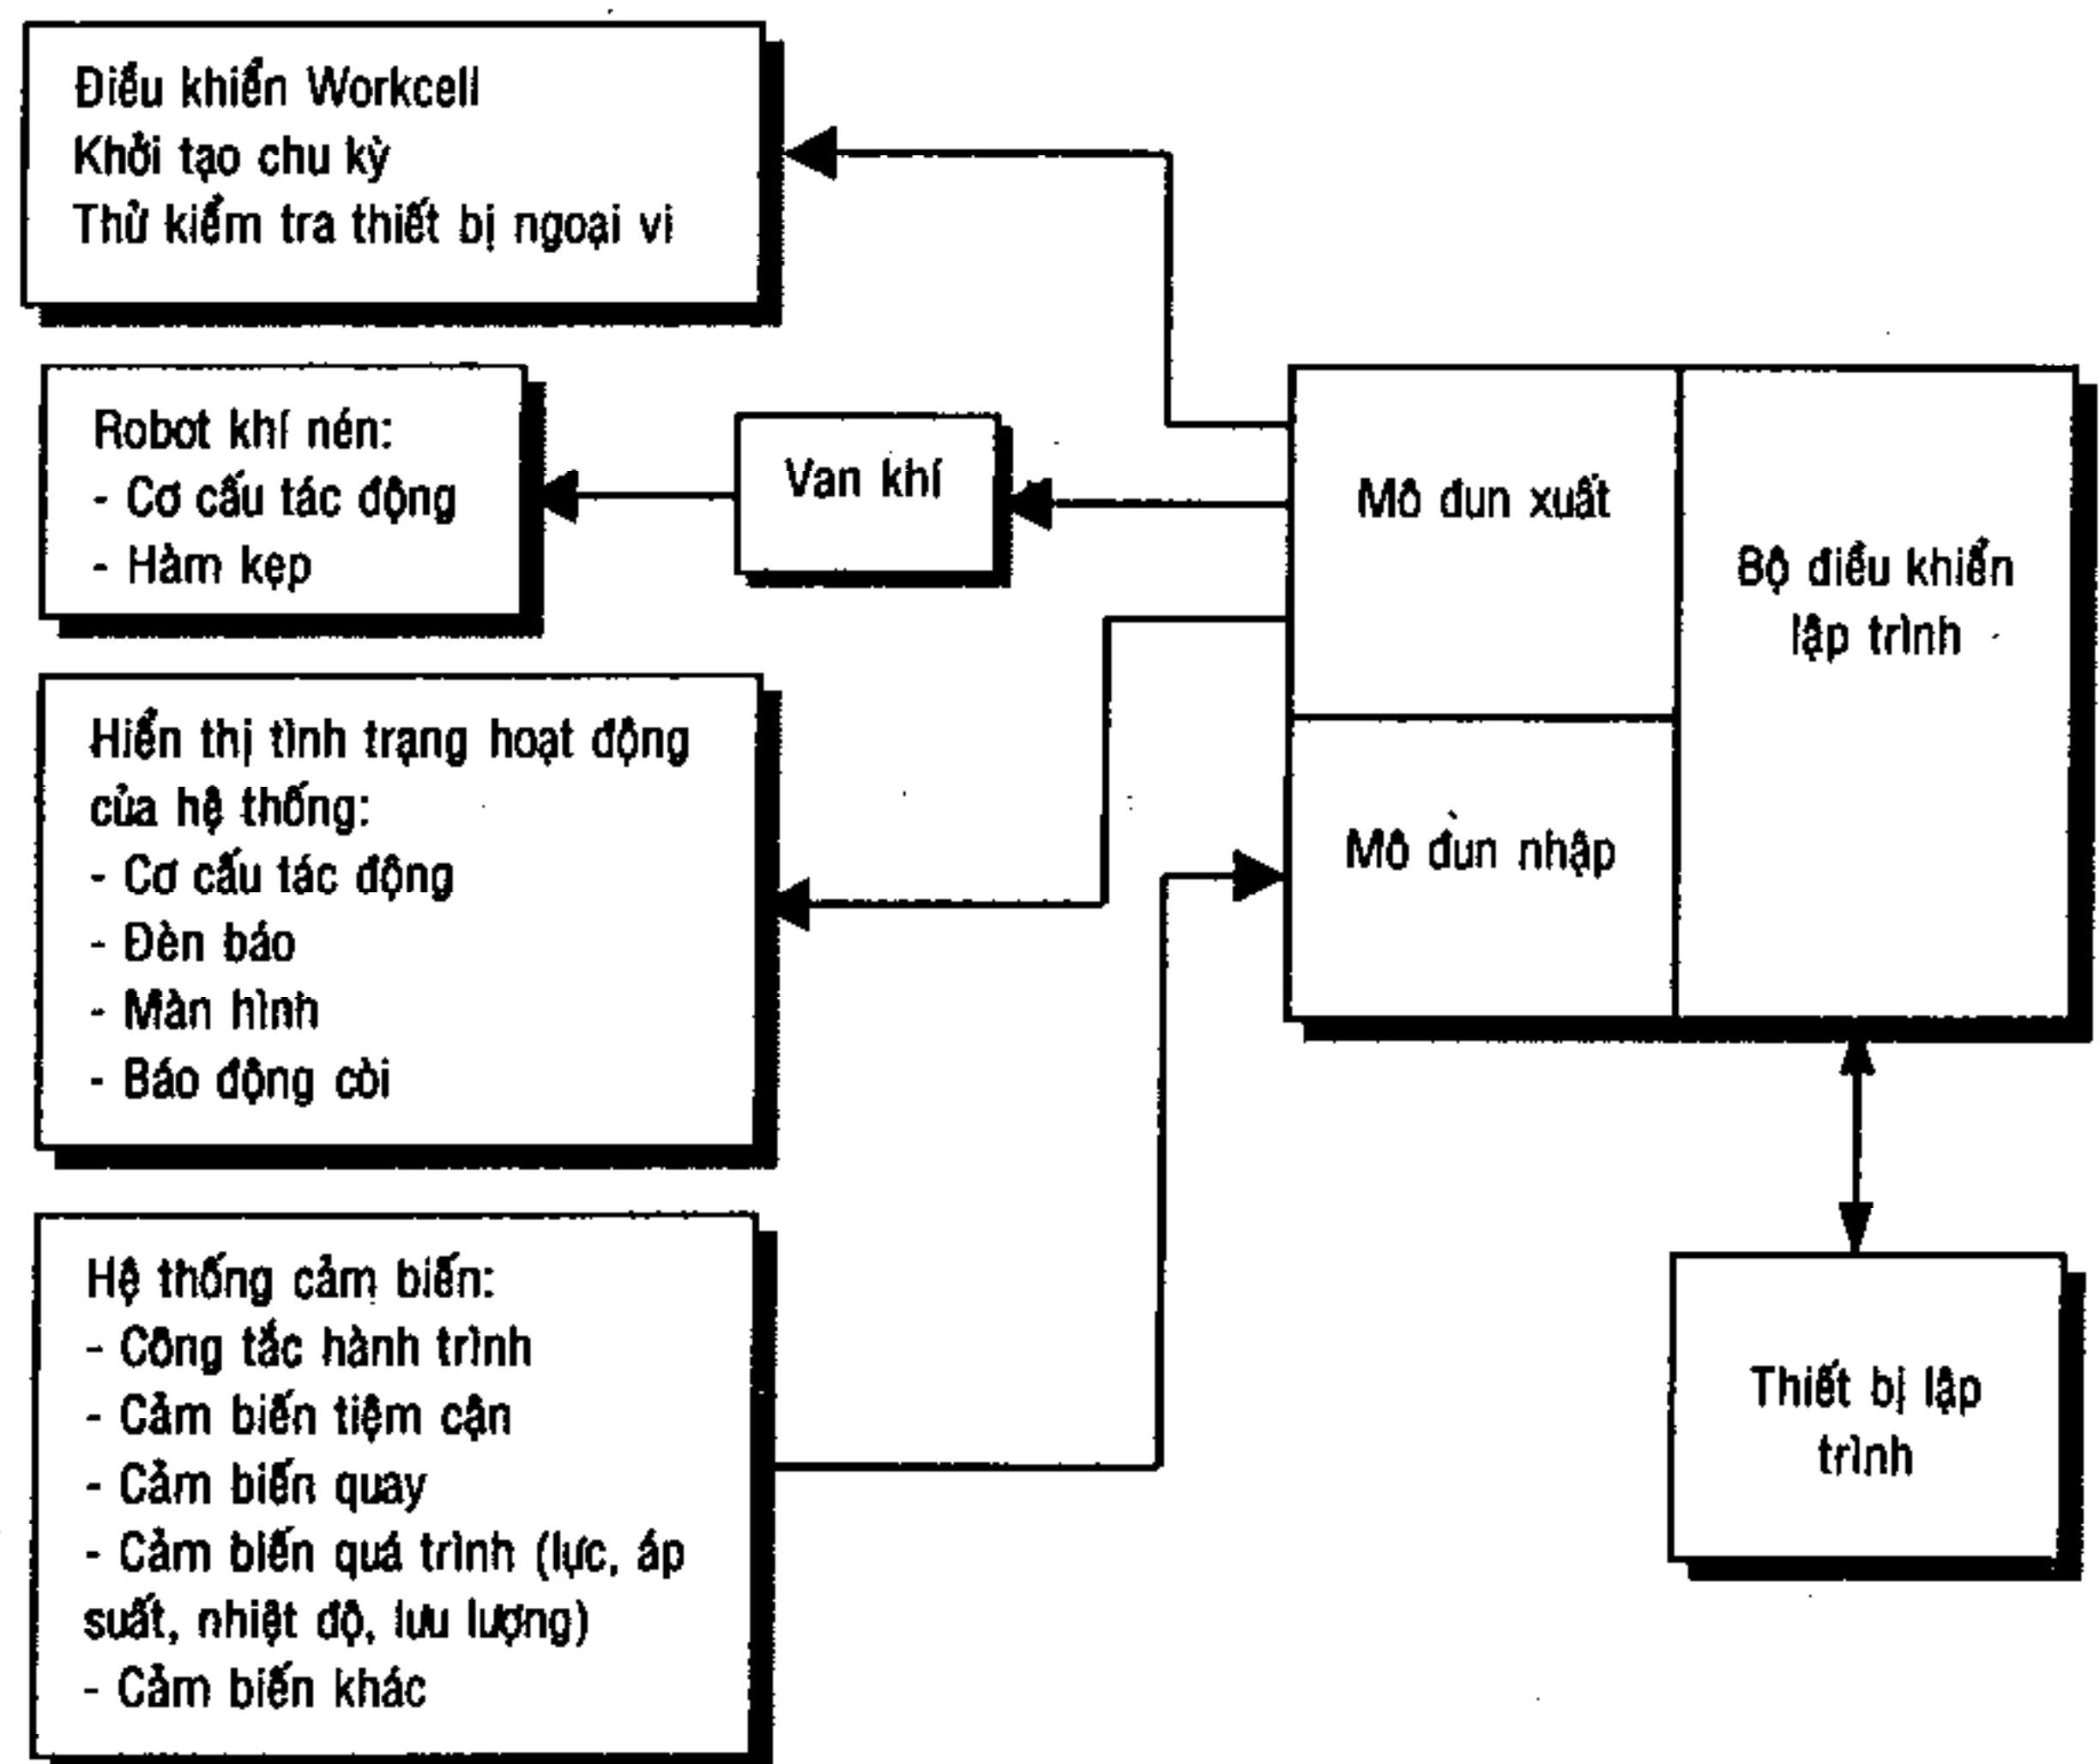 Điều khiển Workcell
Khởi tạo chu kỳ
Thử kiểm tra thiết bị ngoại vi
Robot khí nén:
- Cơ cấu tác động
- Hàm kẹp
Van khí
Mô đun xuất
Bộ điều khiển
lập trình
Mô đun nhập
Hiển thị tình trạng hoạt động
của hệ thống:
- Cơ cấu tác động
- Đèn báo
- Màn hình
- Báo động còi
Hệ thống cảm biến:
- Công tắc hành trình
- Cảm biến tiệm cận
- Cảm biến quay
- Cảm biến quá trình (lực, áp
suất, nhiệt độ, lưu lượng)
- Cảm biến khác
Thiết bị lập
trình